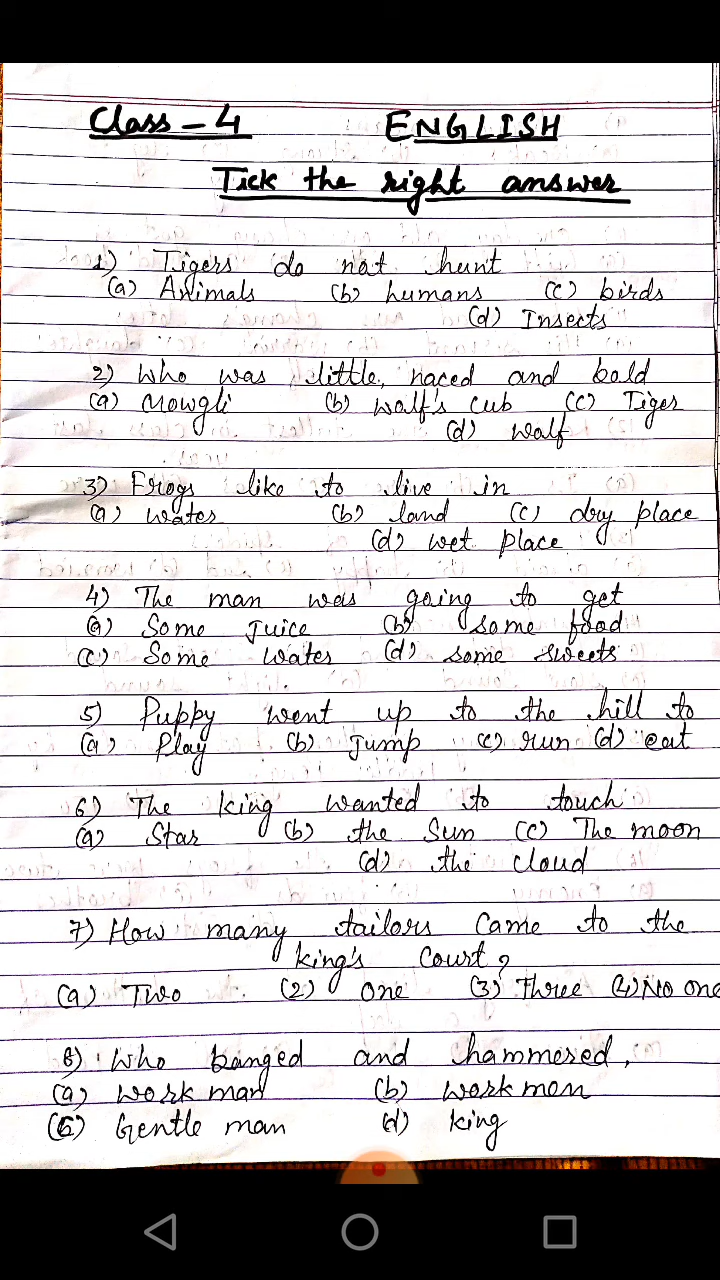 Class - 4 ENGLISH
Tick the right answer
1) Tigers do not hunt
(a) Animals (b) humans (c) birds
(d) Insects
2) Who was little, naced and bald
(a) Mowgli (b) walf's cub (c) Tiger
(d) walf
3) Frogs like to live in
(a) water (b) land (c) dry place
(d) wet place
4) The man was going to get
(a) Some Juice (b) some food
(c) Some water (d) some sweets
5) Puppy went up to the hill to
(a) Play (b) Jump (c) run (d) eat
6) The king wanted to touch
(a) Star (b) the Sun (c) The moon
(d) the cloud
7) How many tailors came to the
king's Court?
(a) Two (2) One (3) Three (4) No one
8) Who banged and hammered,
(a) work man (b) work men
(c) Gentle man (d) king